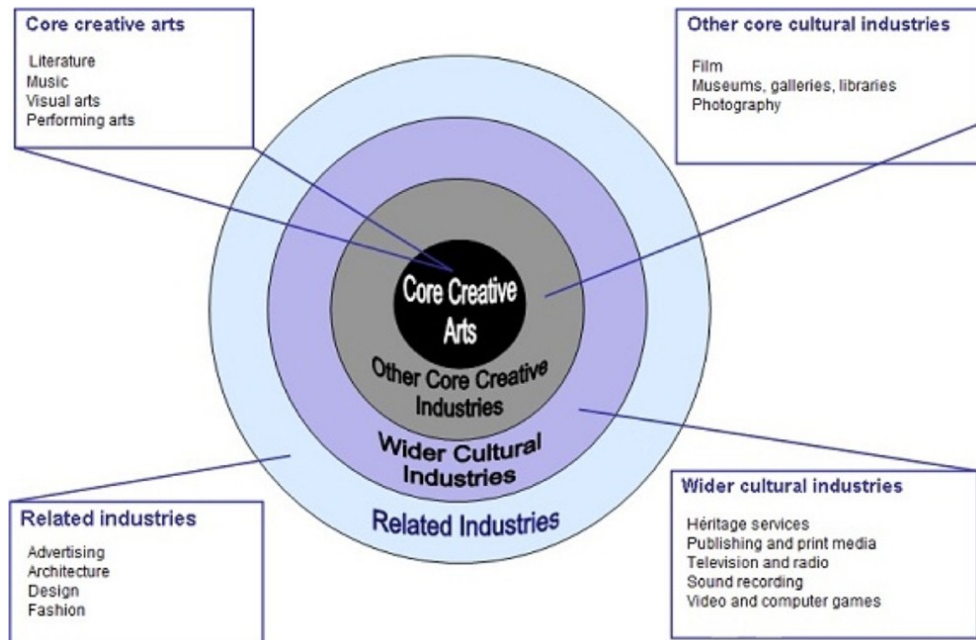 Core creative arts
Literature
Music
Visual arts
Performing arts
Other core cultural industries
Film
Museums, galleries, libraries
Photography
Core Creative
Arts
Other Core Creative
Industries
Wider Cultural
Industries
Related Industries
Related industries
Advertising
Architecture
Design
Fashion
Wider cultural industries
Héritage services
Publishing and print media
Television and radio
Sound recording
Video and computer games